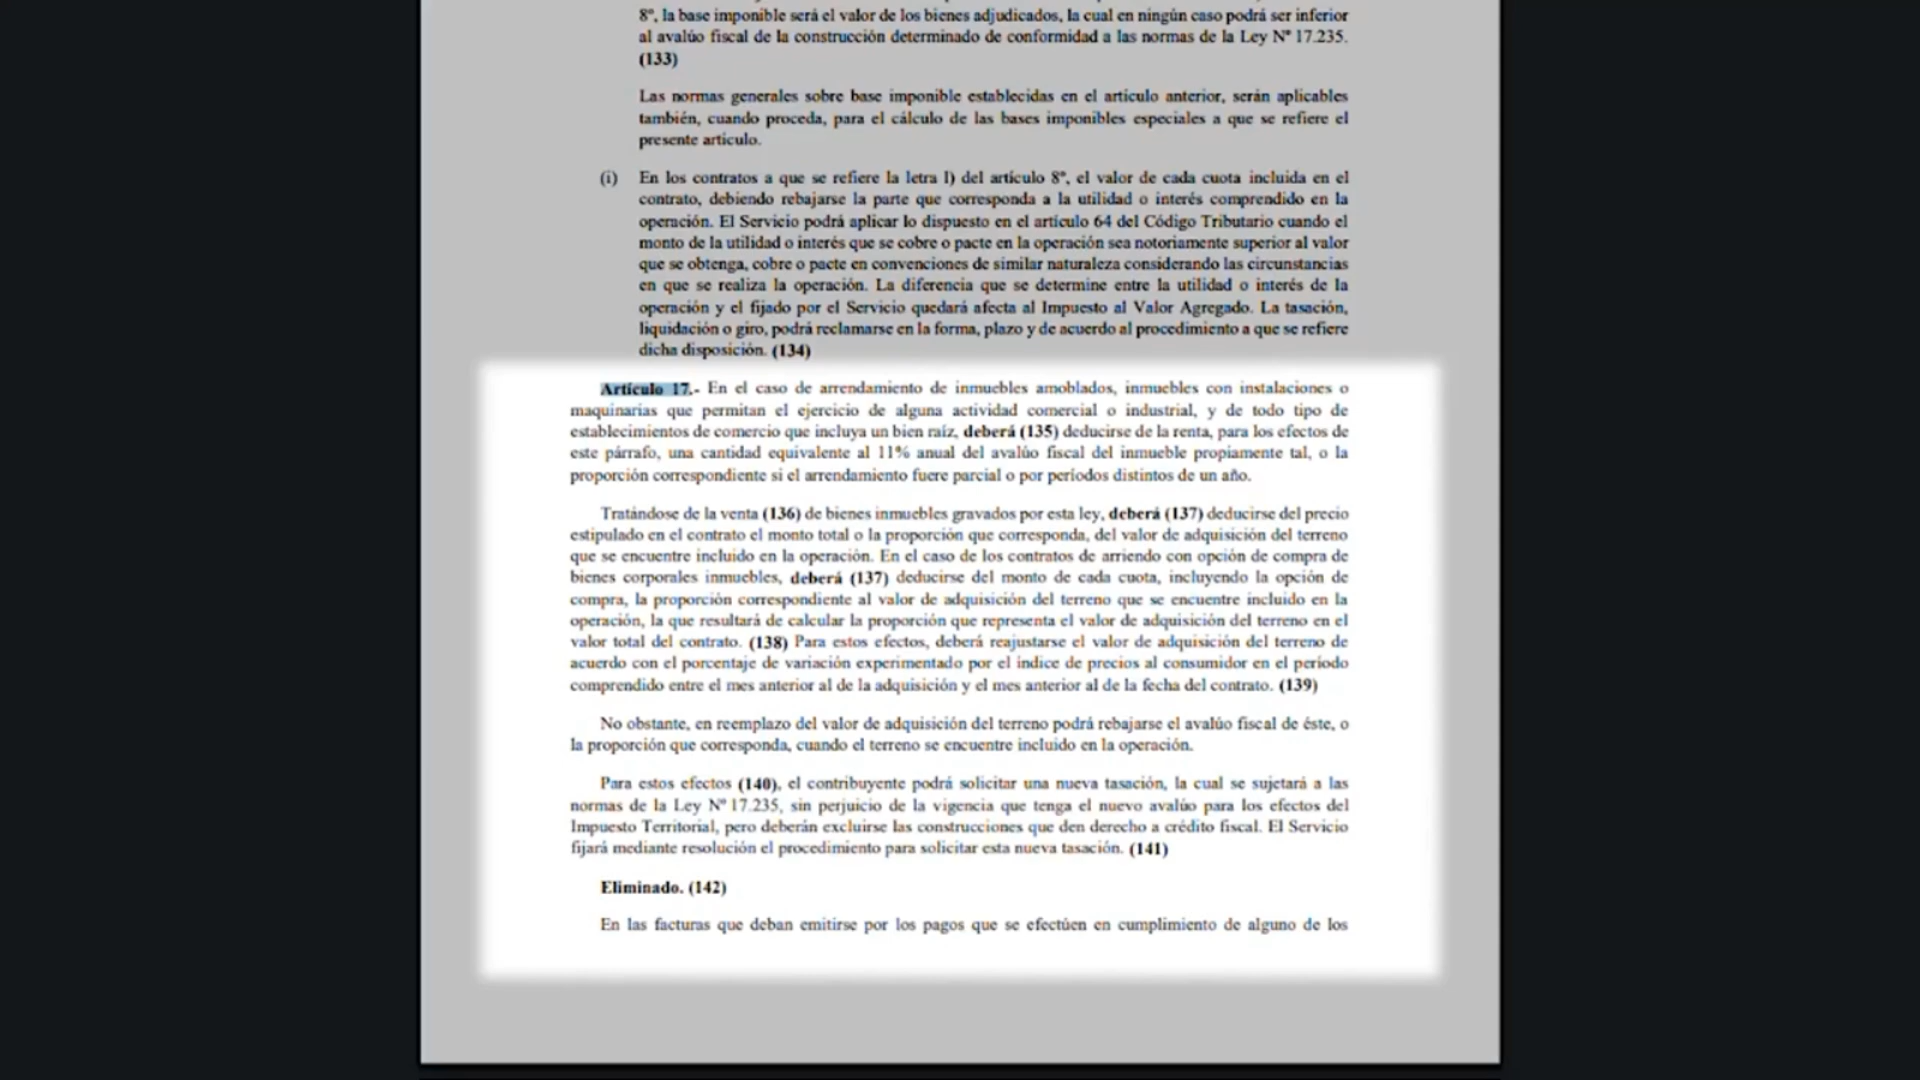 8º, la base imponible será el valor de los bienes adjudicados, la cual en ningún caso podrá ser inferior
al avalúo fiscal de la construcción determinado de conformidad a las normas de la Ley Nº 17.235.
(133)
Las normas generales sobre base imponible establecidas en el artículo anterior, serán aplicables
también, cuando proceda, para el cálculo de las bases imponibles especiales a que se refiere el
presente artículo.
(i) En los contratos a que se refiere la letra l) del artículo 8º, el valor de cada cuota incluida en el
contrato, debiendo rebajarse la parte que corresponda a la utilidad o interés comprendido en la
operación. El Servicio podrá aplicar lo dispuesto en el artículo 64 del Código Tributario cuando el
monto de la utilidad o interés que se cobre o pacte en la operación sea notoriamente superior al valor
que se obtenga, cobre o pacte en convenciones de similar naturaleza considerando las circunstancias
en que se realiza la operación. La diferencia que se determine entre la utilidad o interés de la
operación y el fijado por el Servicio quedará afecta al Impuesto al Valor Agregado. La tasación,
liquidación o giro, podrá reclamarse en la forma, plazo y de acuerdo al procedimiento a que se refiere
dicha disposición. (134)
Artículo 17.- En el caso de arrendamiento de inmuebles amoblados, inmuebles con instalaciones o
maquinarias que permitan el ejercicio de alguna actividad comercial o industrial, y de todo tipo de
establecimientos de comercio que incluya un bien raíz, deberá (135) deducirse de la renta, para los efectos de
este párrafo, una cantidad equivalente al 11% anual del avalúo fiscal del inmueble propiamente tal, o la
proporción correspondiente si el arrendamiento fuere parcial o por períodos distintos de un año.
Tratándose de la venta (136) de bienes inmuebles gravados por esta ley, deberá (137) deducirse del precio
estipulado en el contrato el monto total o la proporción que corresponda, del valor de adquisición del terreno
que se encuentre incluido en la operación. En el caso de los contratos de arriendo con opción de compra de
bienes corporales inmuebles, deberá (137) deducirse del monto de cada cuota, incluyendo la opción de
compra, la proporción correspondiente al valor de adquisición del terreno que se encuentre incluido en la
operación, la que resultará de calcular la proporción que representa el valor de adquisición del terreno en el
valor total del contrato. (138) Para estos efectos, deberá reajustarse el valor de adquisición del terreno de
acuerdo con el porcentaje de variación experimentado por el índice de precios al consumidor en el período
comprendido entre el mes anterior al de la adquisición y el mes anterior al de la fecha del contrato. (139)
No obstante, en reemplazo del valor de adquisición del terreno podrá rebajarse el avalúo fiscal de éste, o
la proporción que corresponda, cuando el terreno se encuentre incluido en la operación.
Para estos efectos (140), el contribuyente podrá solicitar una nueva tasación, la cual se sujetará a las
normas de la Ley Nº 17.235, sin perjuicio de la vigencia que tenga el nuevo avalúo para los efectos del
Impuesto Territorial, pero deberán excluirse las construcciones que den derecho a crédito fiscal. El Servicio
fijará mediante resolución el procedimiento para solicitar esta nueva tasación. (141)
Eliminado. (142)
En las facturas que deban emitirse por los pagos que se efectúen en cumplimiento de alguno de los